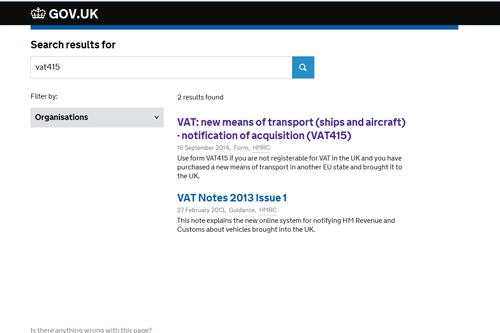 GOV.UK
Search results for
vat415
Filter by:
2 results found
Organisations
VAT: new means of transport (ships and aircraft)
- notification of acquisition (VAT415)
16 September 2014, Form, HMRC
Use form VAT415 if you are not registerable for VAT in the UK and you have
purchased a new means of transport in another EU state and brought it to
the UK.
VAT Notes 2013 Issue 1
27 February 2013, Guidance, HMRC
This note explains the new online system for notifying HM Revenue and
Customs about vehicles brought into the UK.
Is there anything wrong with this page?